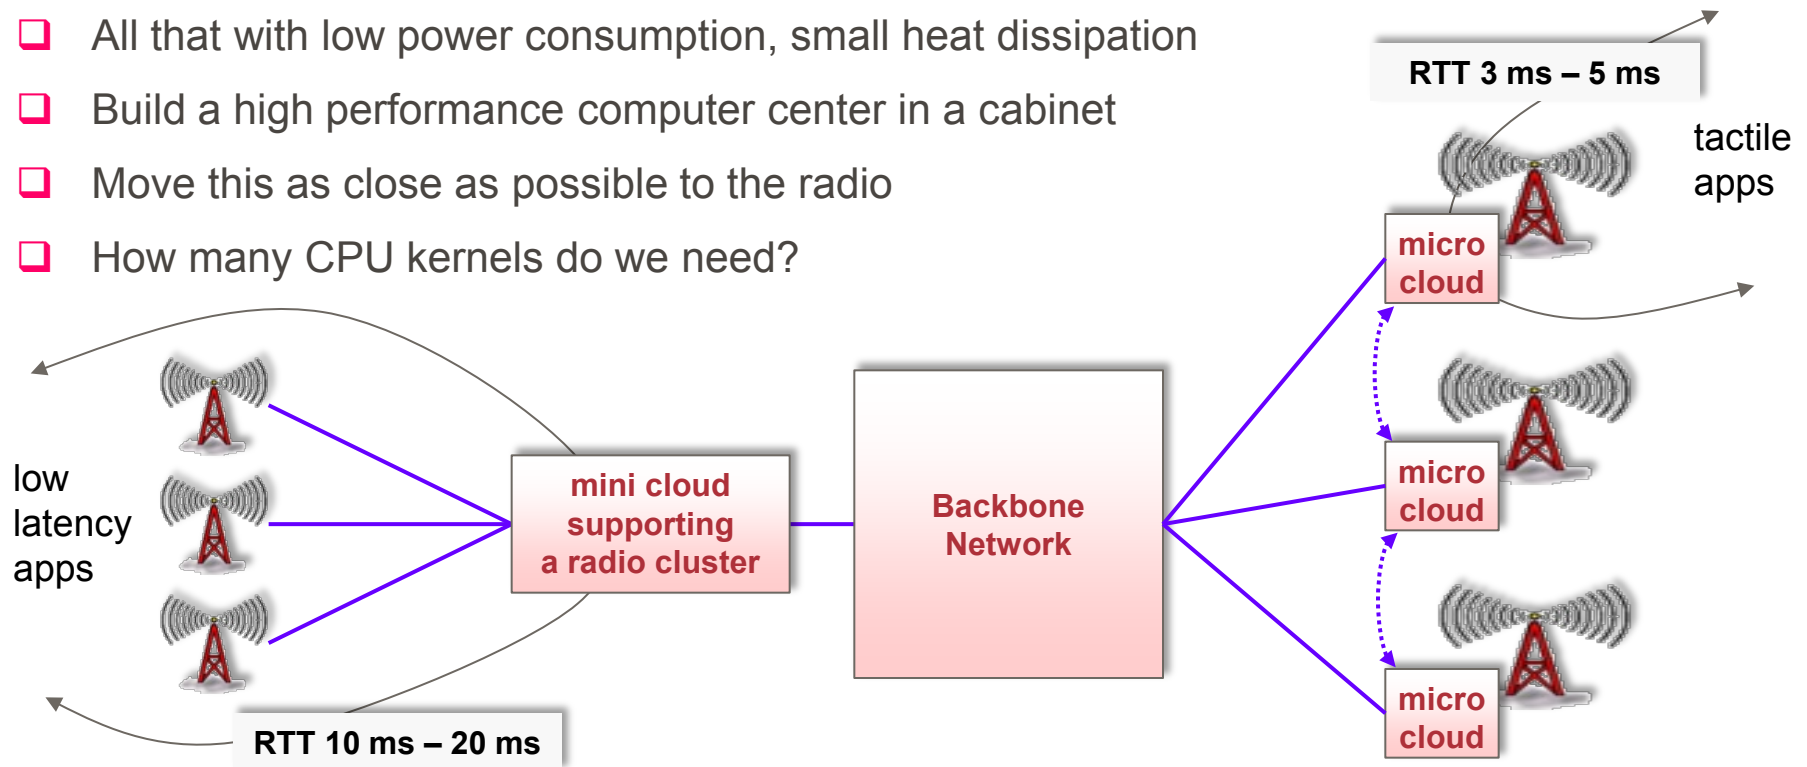 All that with low power consumption, small heat dissipation
Build a high performance computer center in a cabinet
Move this as close as possible to the radio
How many CPU kernels do we need?
RTT 3 ms – 5 ms
tactile
apps
micro
cloud
low
latency
apps
mini cloud
supporting
a radio cluster
Backbone
Network
micro
cloud
micro
cloud
RTT 10 ms – 20 ms